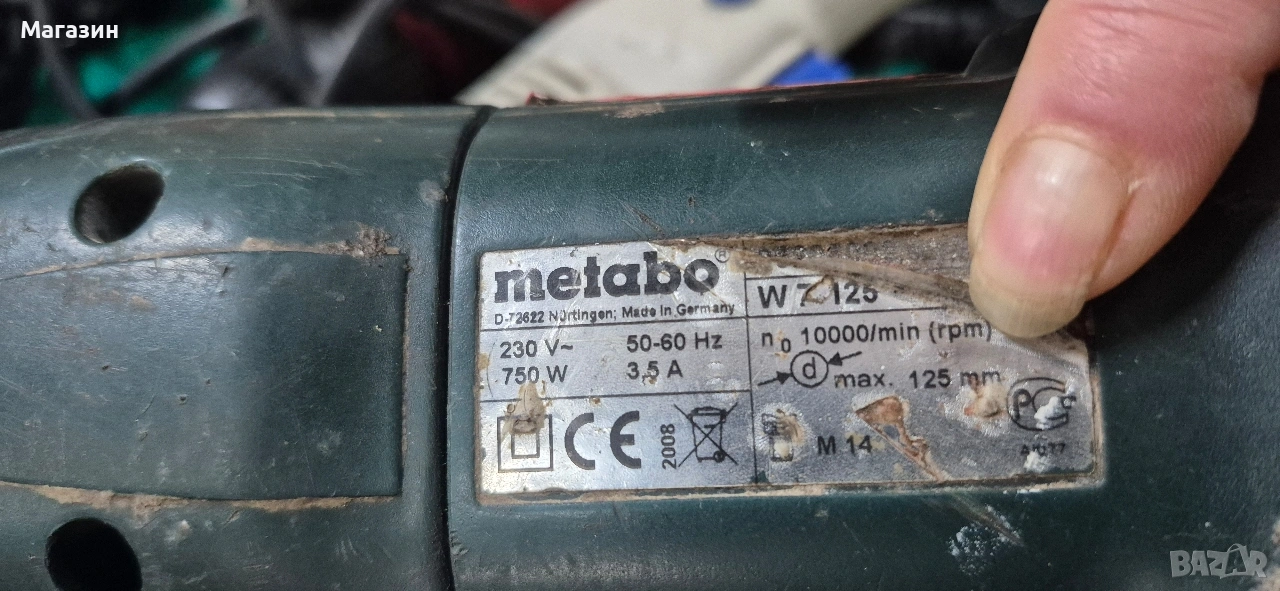 Магазин
metabo®
D-72622 Nürtingen; Made in Germany
W 7-125
230 V~ 50-60 Hz
750 W 3,5 A
n0 10000/min (rpm)
d max. 125 mm
CE 2008
M 14
BAZAR